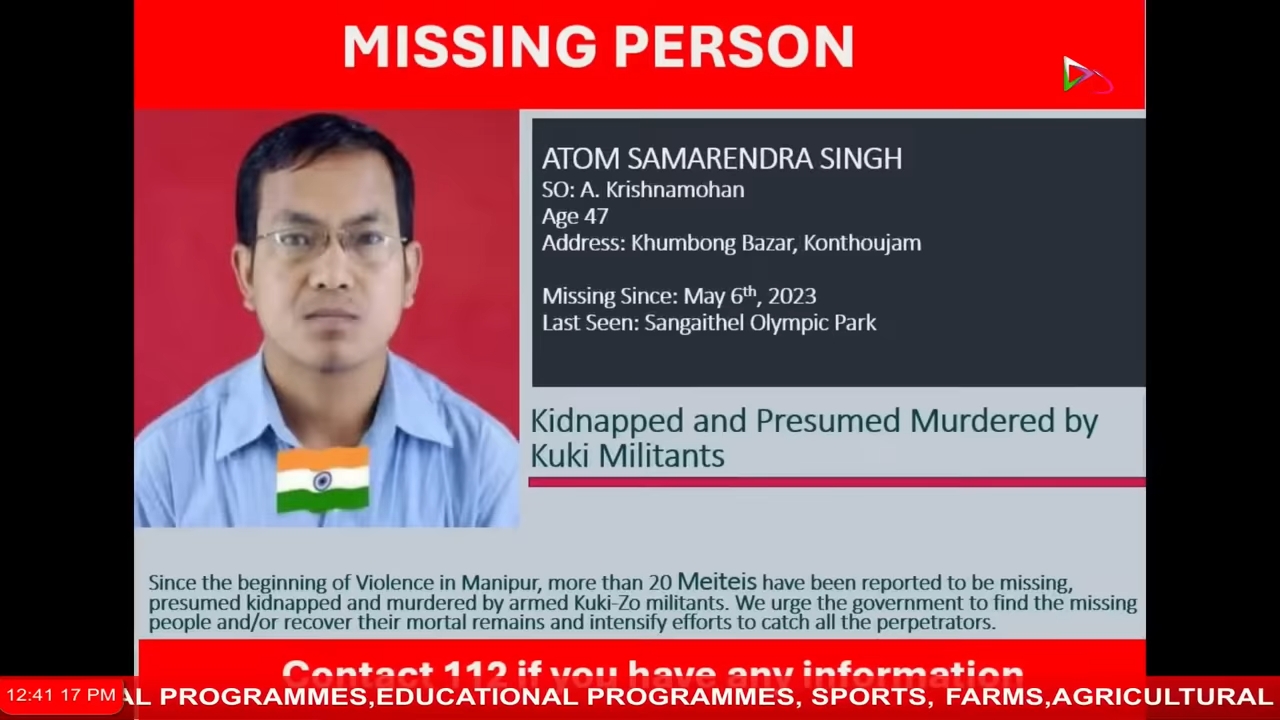 MISSING PERSON
ATOM SAMARENDRA SINGH
SO: A. Krishnamohan
Age 47
Address: Khumbong Bazar, Konthoujam
Missing Since: May 6th, 2023
Last Seen: Sangaithel Olympic Park
Kidnapped and Presumed Murdered by
Kuki Militants
Since the beginning of Violence in Manipur, more than 20 Meiteis have been reported to be missing,
presumed kidnapped and murdered by armed Kuki-Zo militants. We urge the government to find the missing
people and/or recover their mortal remains and intensify efforts to catch all the perpetrators.
Contact 112 if you have any information
12:41 17 PM AL PROGRAMMES,EDUCATIONAL PROGRAMMES, SPORTS, FARMS,AGRICULTURAL